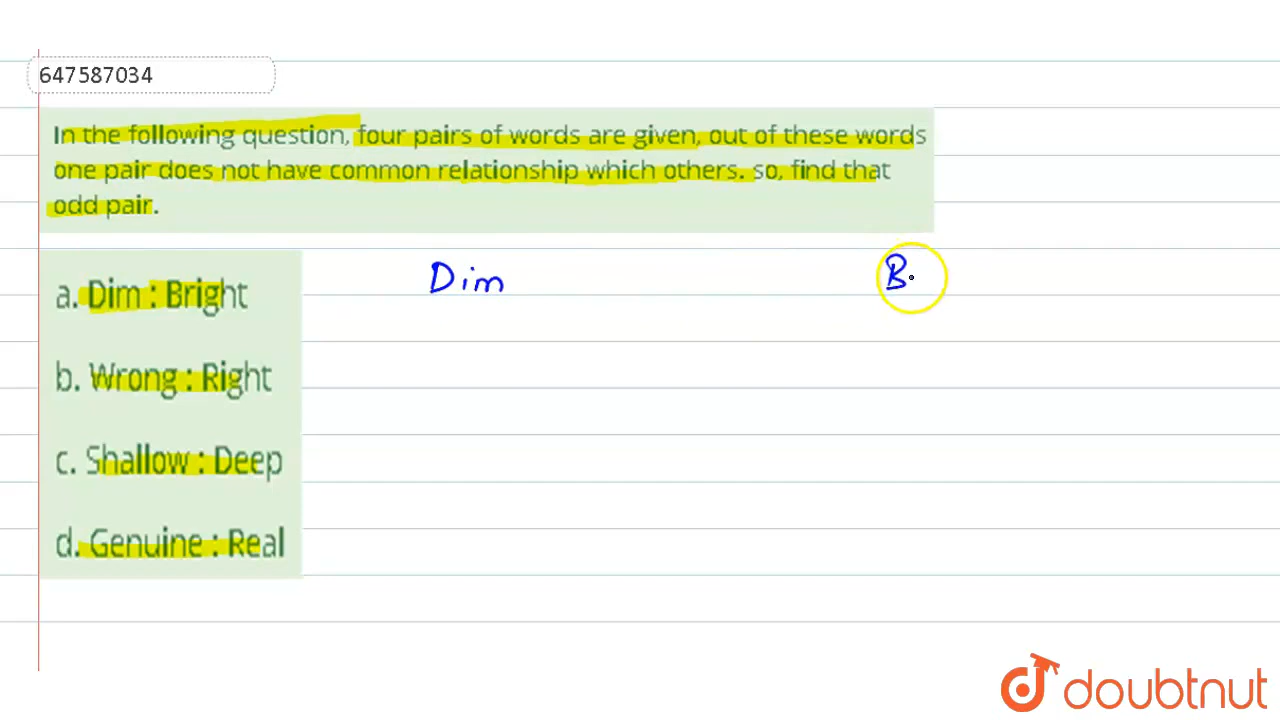 647587034
In the following question, four pairs of words are given, out of these words
one pair does not have common relationship which others. so, find that
odd pair.
a. Dim : Bright
Dim
B
b. Wrong : Right
c. Shallow : Deep
d. Genuine : Real
doubtnut